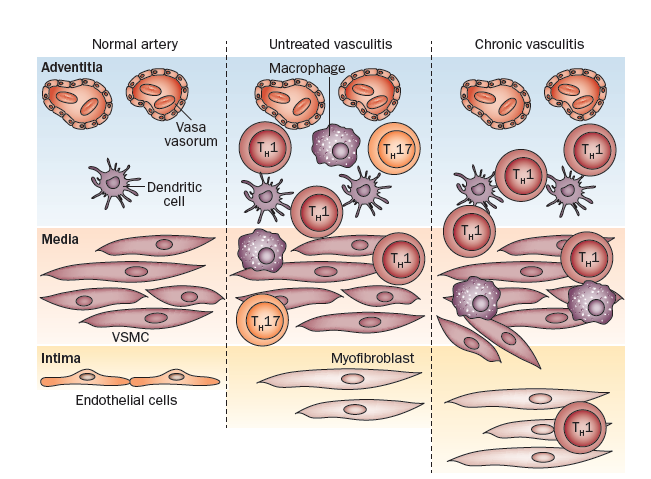 Normal artery
Untreated vasculitis
Chronic vasculitis
Adventitia
Macrophage
Vasa
vasorum
Dendritic
cell
TH1
TH17
TH1
TH1
TH1
TH1
Media
TH1
TH17
TH1
VSMC
Intima
Myofibroblast
Endothelial cells
TH1